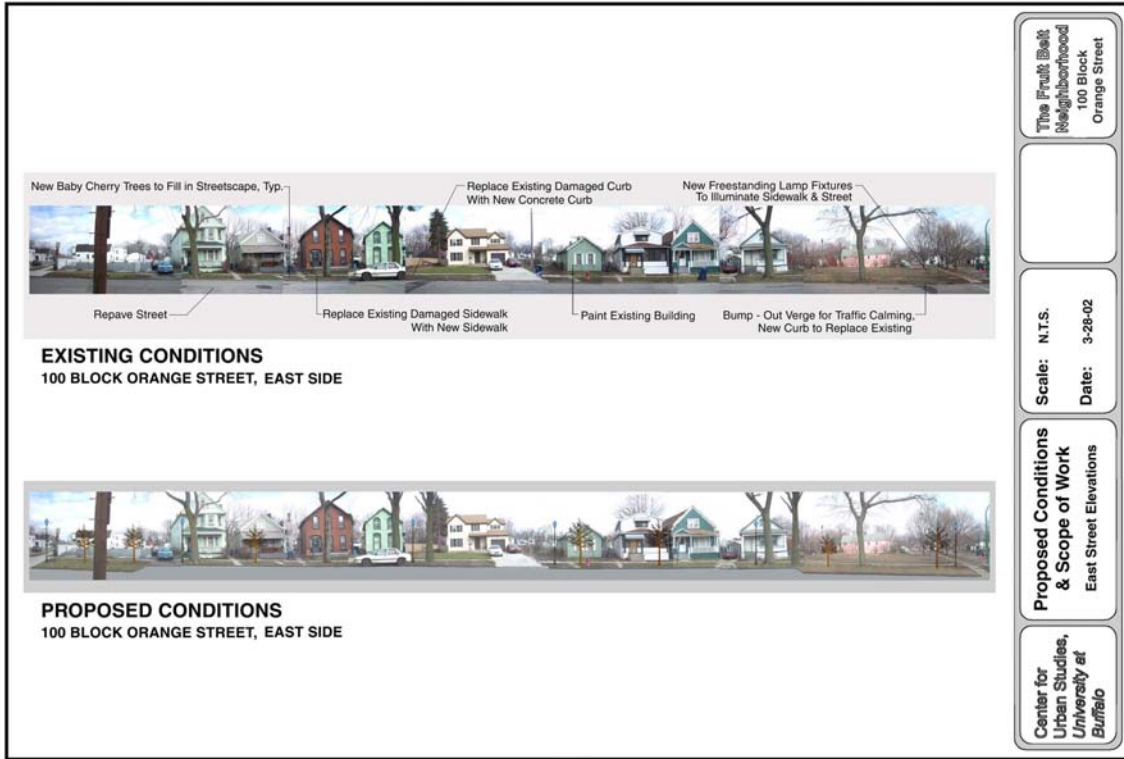 New Baby Cherry Trees to Fill in Streetscape, Typ.
Replace Existing Damaged Curb
With New Concrete Curb
New Freestanding Lamp Fixtures
To Illuminate Sidewalk & Street
Repave Street
Replace Existing Damaged Sidewalk
With New Sidewalk
Paint Existing Building
Bump - Out Verge for Traffic Calming,
New Curb to Replace Existing
EXISTING CONDITIONS
100 BLOCK ORANGE STREET, EAST SIDE
PROPOSED CONDITIONS
100 BLOCK ORANGE STREET, EAST SIDE
The Fruit Belt
Neighborhood
100 Block
Orange Street
Scale: N.T.S.
Date: 3-28-02
Proposed Conditions
& Scope of Work
East Street Elevations
Center for
Urban Studies,
University at
Buffalo